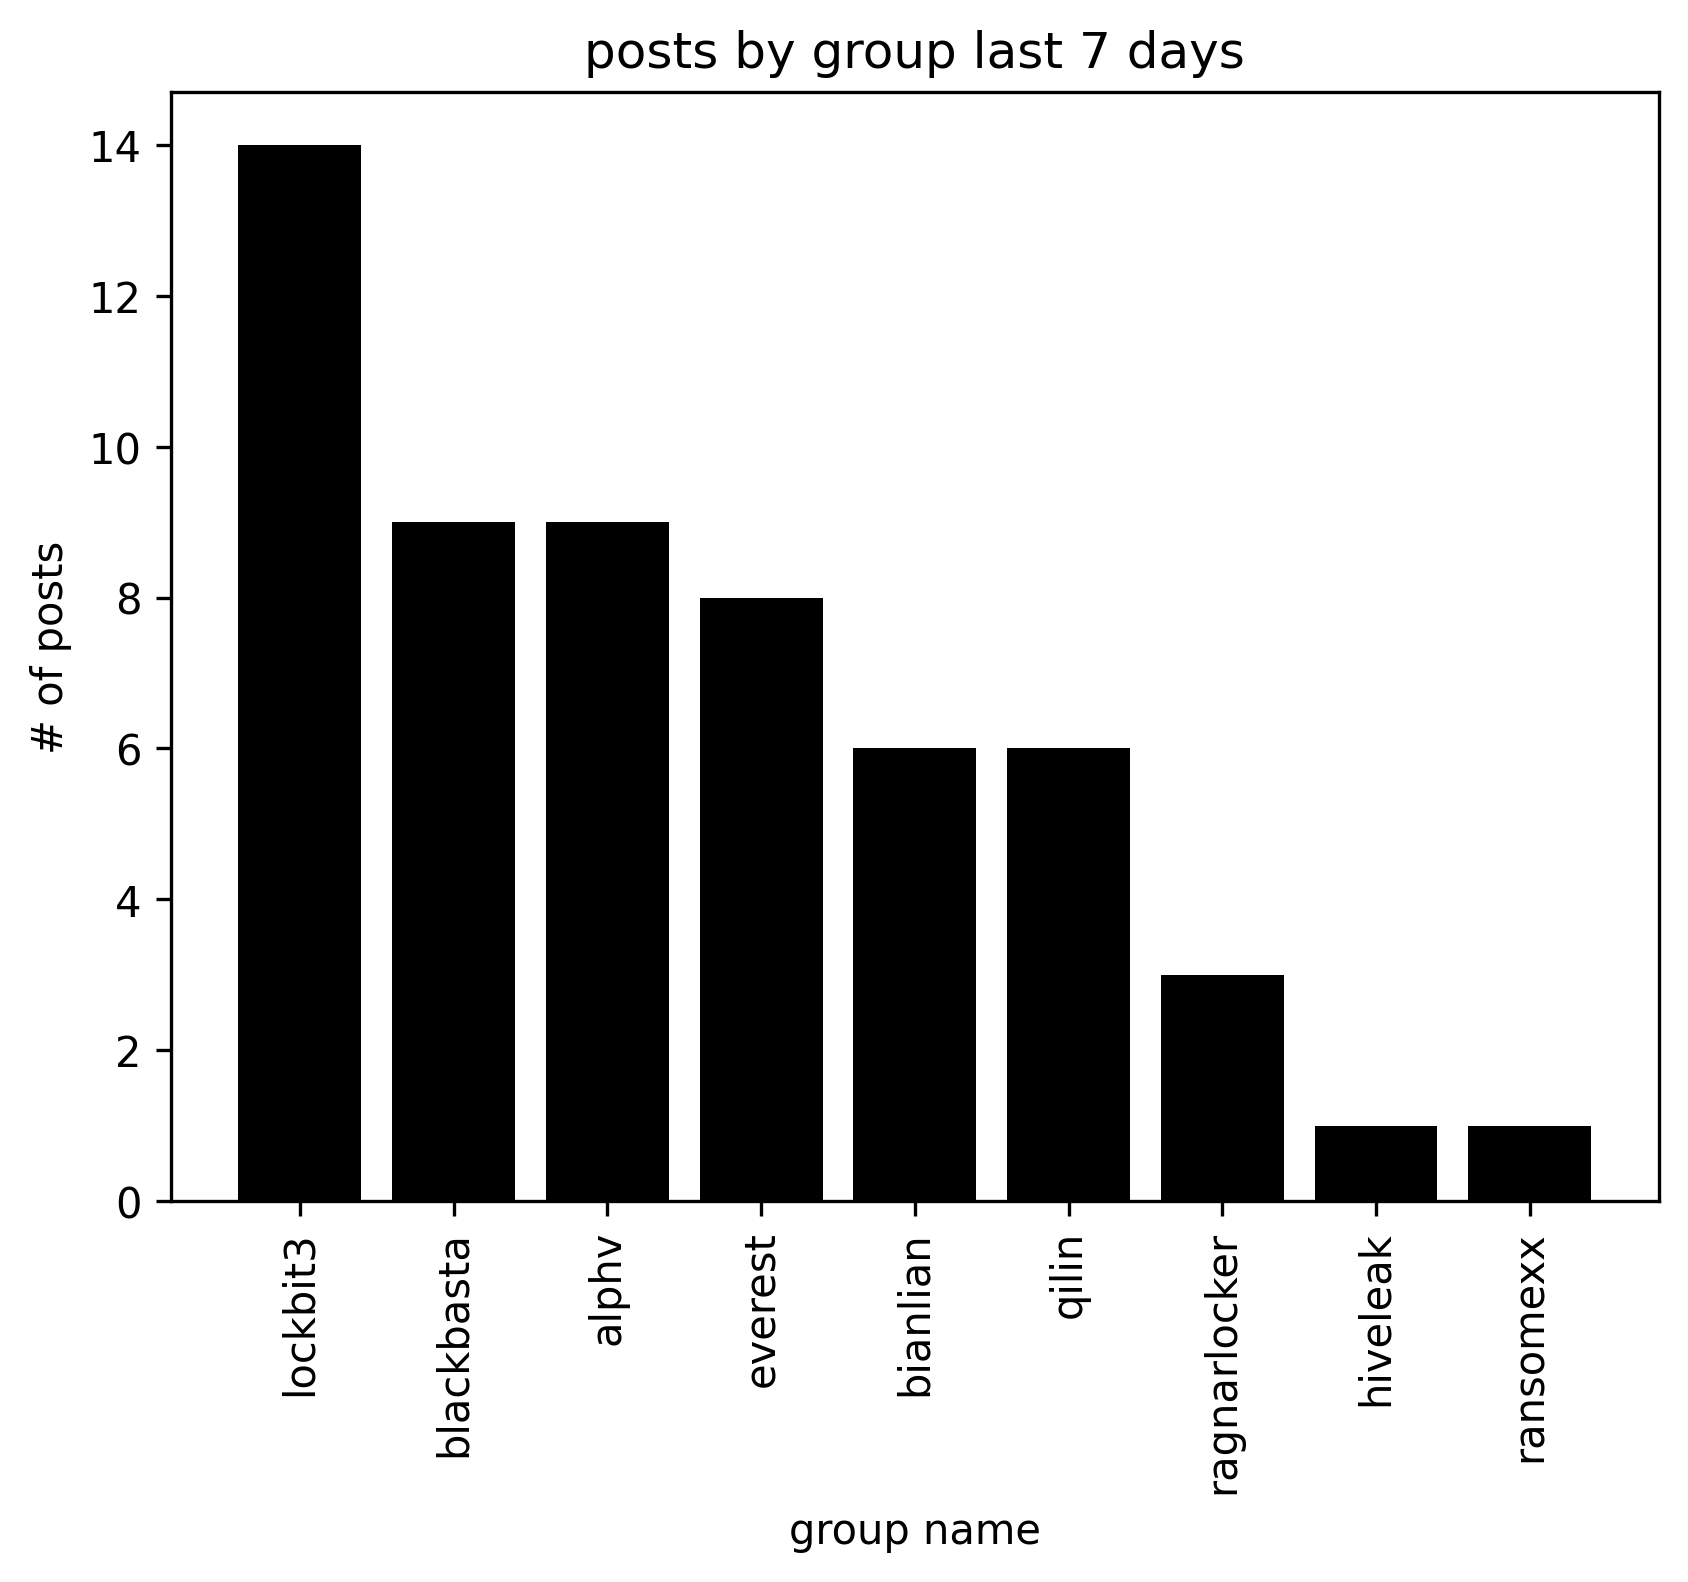 posts by group last 7 days
14
12
10
8
6
4
2
0
# of posts
lockbit3
blackbasta
alphv
everest
bianlian
qilin
ragnarlocker
hiveleak
ransomexx
group name